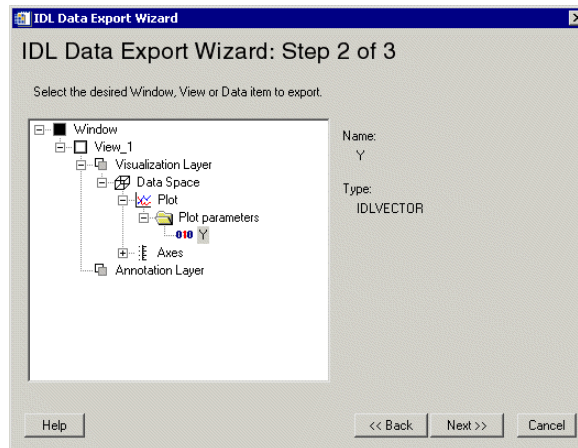 IDL Data Export Wizard
IDL Data Export Wizard: Step 2 of 3
Select the desired Window, View or Data item to export.
Window
View_1
Visualization Layer
Data Space
Plot
Plot parameters
010 Y
Axes
Annotation Layer
Name:
Y
Type:
IDLVECTOR
Help
<< Back
Next >>
Cancel